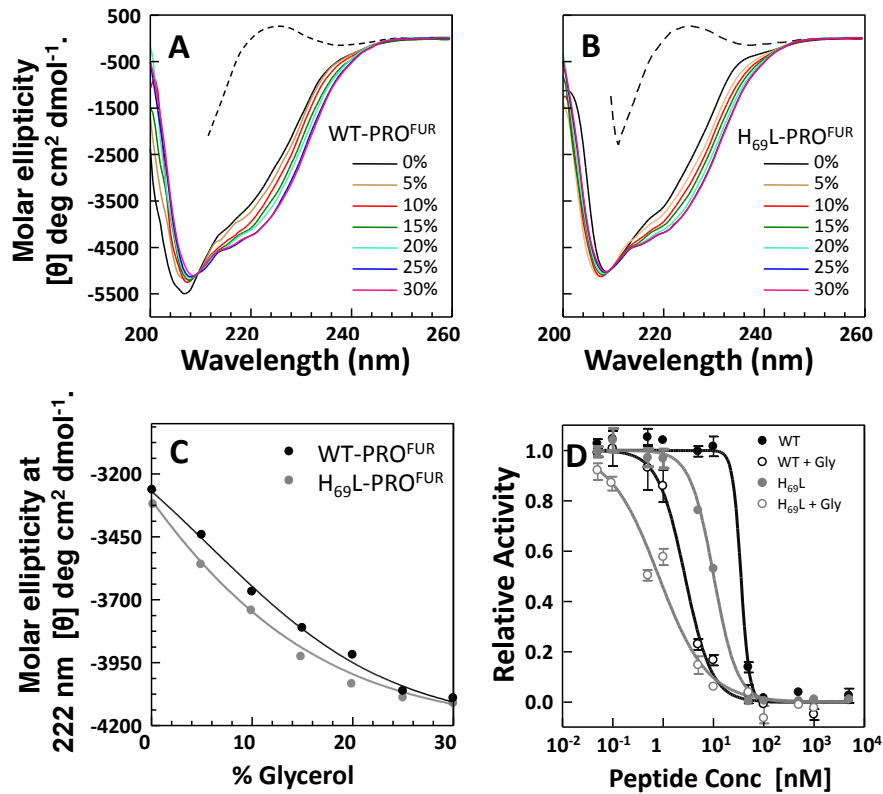 A
B
500
-500
-1500
-2500
-3500
-4500
-5500
Molar ellipticity
[θ] deg cm² dmol⁻¹.
WT-PROᶠᵁᴿ
0%
5%
10%
15%
20%
25%
30%
200 220 240 260
Wavelength (nm)
H₆₉L-PROᶠᵁᴿ
0%
5%
10%
15%
20%
25%
30%
200 220 240 260
Wavelength (nm)
C
-3200
-3450
-3700
-3950
-4200
Molar ellipticity at
222 nm [θ] deg cm² dmol⁻¹.
WT-PROᶠᵁᴿ
H₆₉L-PROᶠᵁᴿ
0 10 20 30
% Glycerol
D
1.0
0.8
0.6
0.4
0.2
0.0
Relative Activity
WT
WT + Gly
H₆₉L
H₆₉L + Gly
10⁻² 10⁻¹ 1 10¹ 10² 10³ 10⁴
Peptide Conc [nM]